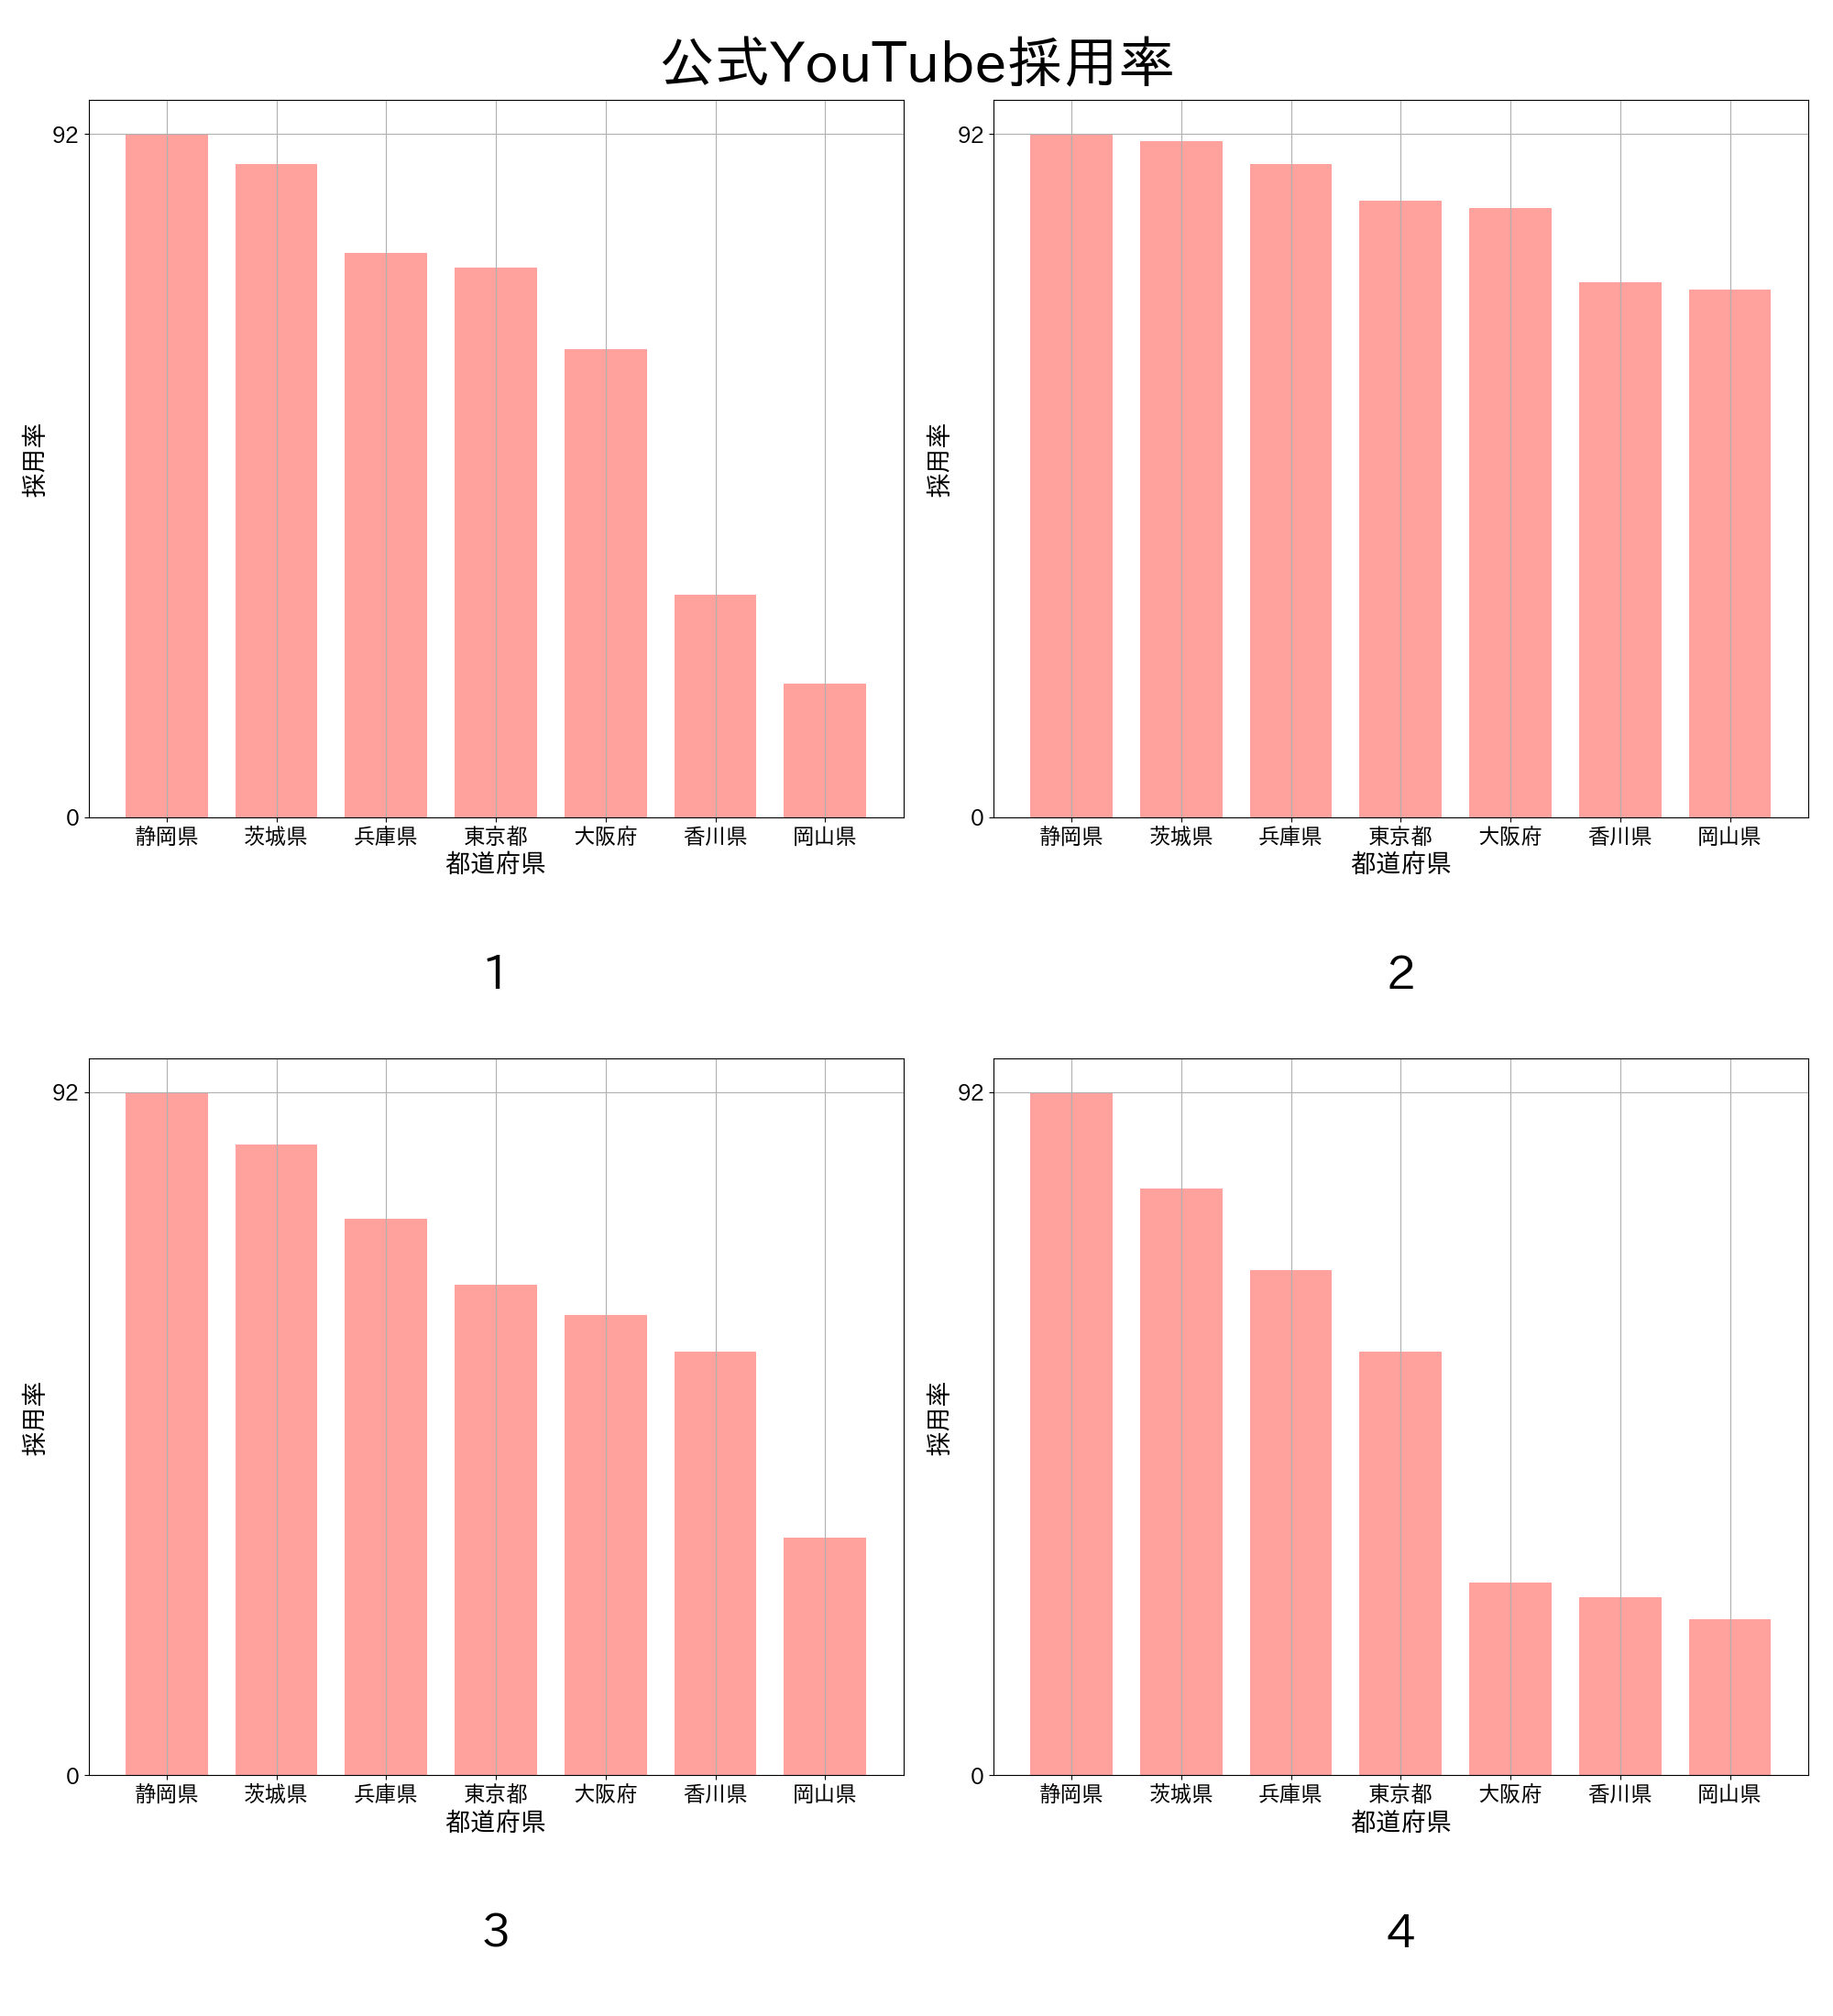 公式YouTube採用率
92
0
採用率
静岡県 茨城県 兵庫県 東京都 大阪府 香川県 岡山県
都道府県
1
92
0
採用率
静岡県 茨城県 兵庫県 東京都 大阪府 香川県 岡山県
都道府県
2
92
0
採用率
静岡県 茨城県 兵庫県 東京都 大阪府 香川県 岡山県
都道府県
3
92
0
採用率
静岡県 茨城県 兵庫県 東京都 大阪府 香川県 岡山県
都道府県
4